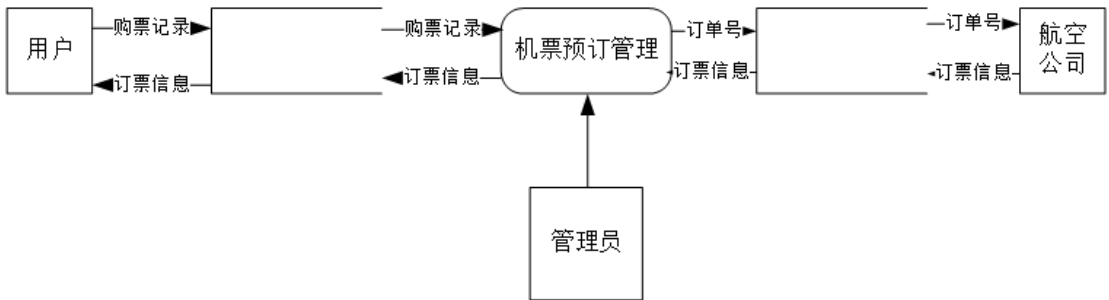 用户
购票记录
订票信息
购票记录
订票信息
机票预订管理
订单号
订票信息
订单号
订票信息
航空
公司
管理员